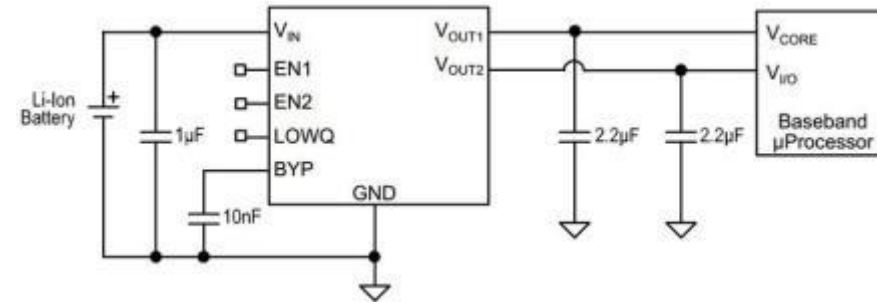 V_IN
V_OUT1
V_CORE
EN1
V_OUT2
V_I/O
EN2
Li-Ion
Battery
+
1μF
LOWQ
2.2μF
2.2μF
Baseband
μProcessor
BYP
GND
10nF